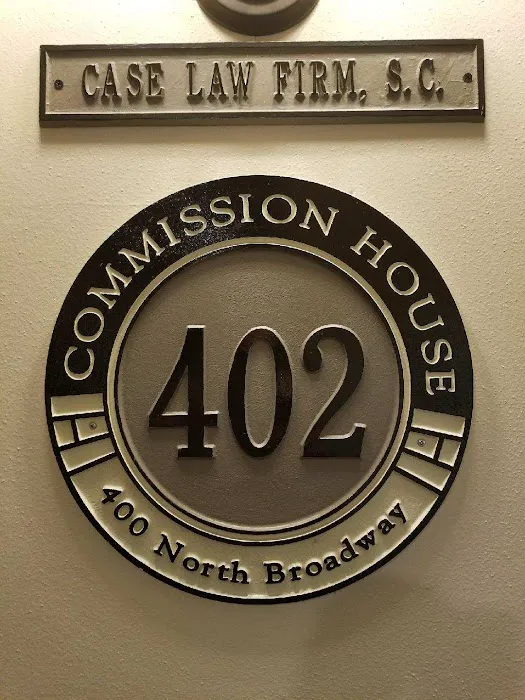 CASE LAW FIRM, S.C.
COMMISSION HOUSE
402
400 North Broadway